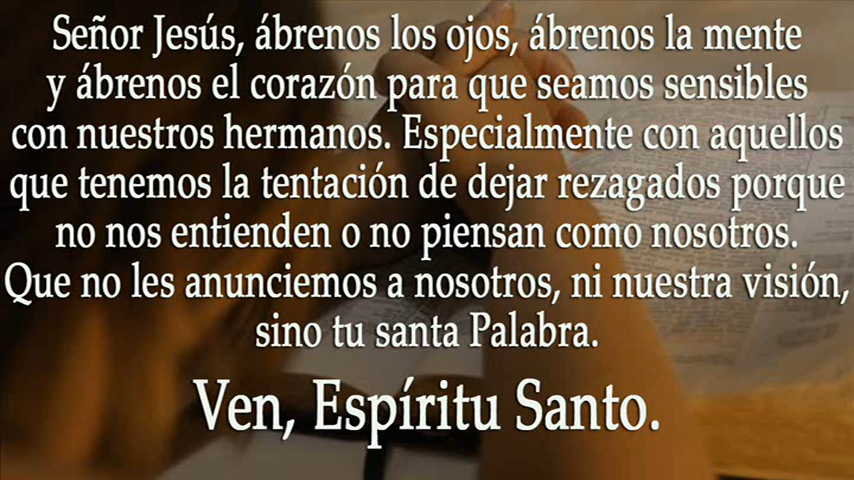 Señor Jesús, ábrenos los ojos, ábrenos la mente
y ábrenos el corazón para que seamos sensibles
con nuestros hermanos. Especialmente con aquellos
que tenemos la tentación de dejar rezagados porque
no nos entienden o no piensan como nosotros.
Que no les anunciemos a nosotros, ni nuestra visión,
sino tu santa Palabra.
Ven, Espíritu Santo.